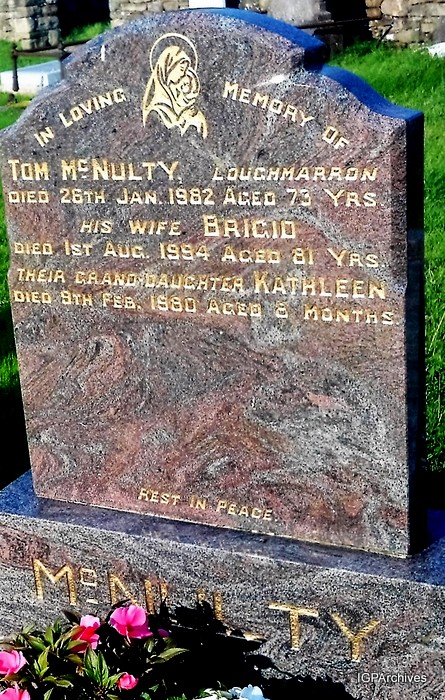 IN LOVING MEMORY OF
TOM McNULTY. LOUGHMARRON
DIED 26TH JAN. 1982 AGED 73 YRS.
HIS WIFE BRIGID
DIED 1ST AUG. 1994 AGED 81 YRS
THEIR GRAND-DAUGHTER KATHLEEN
DIED 9TH FEB. 1980 AGED 8 MONTHS
REST IN PEACE.
McNULTY
IGPArchives